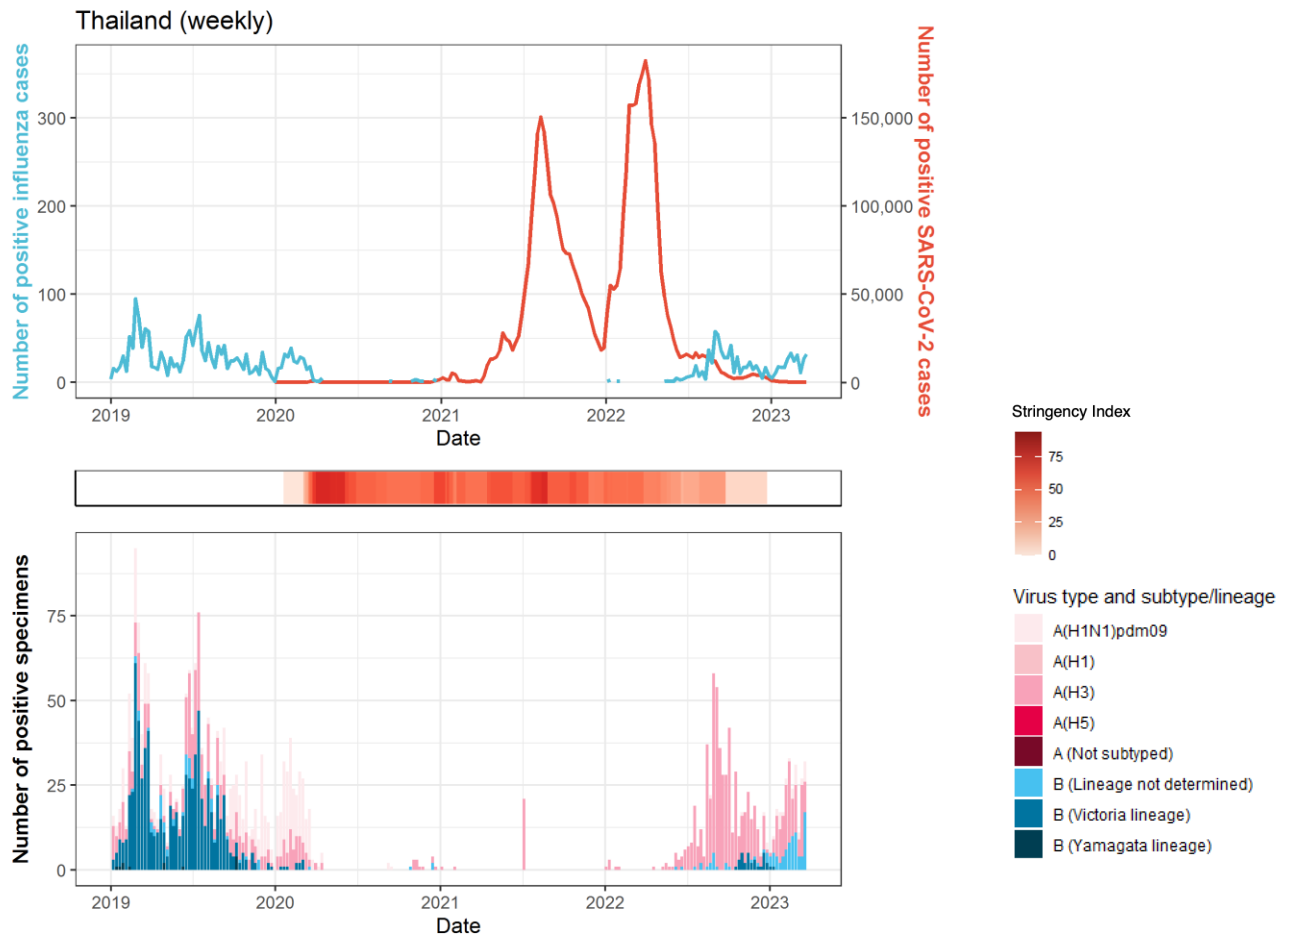 Thailand (weekly)
Number of positive influenza cases
300
200
100
0
150,000
100,000
50,000
0
Number of positive SARS-CoV-2 cases
2019
2020
2021
2022
2023
Date
Stringency Index
75
50
25
0
Number of positive specimens
75
50
25
0
2019
2020
2021
2022
2023
Date
Virus type and subtype/lineage
A(H1N1)pdm09
A(H1)
A(H3)
A(H5)
A (Not subtyped)
B (Lineage not determined)
B (Victoria lineage)
B (Yamagata lineage)